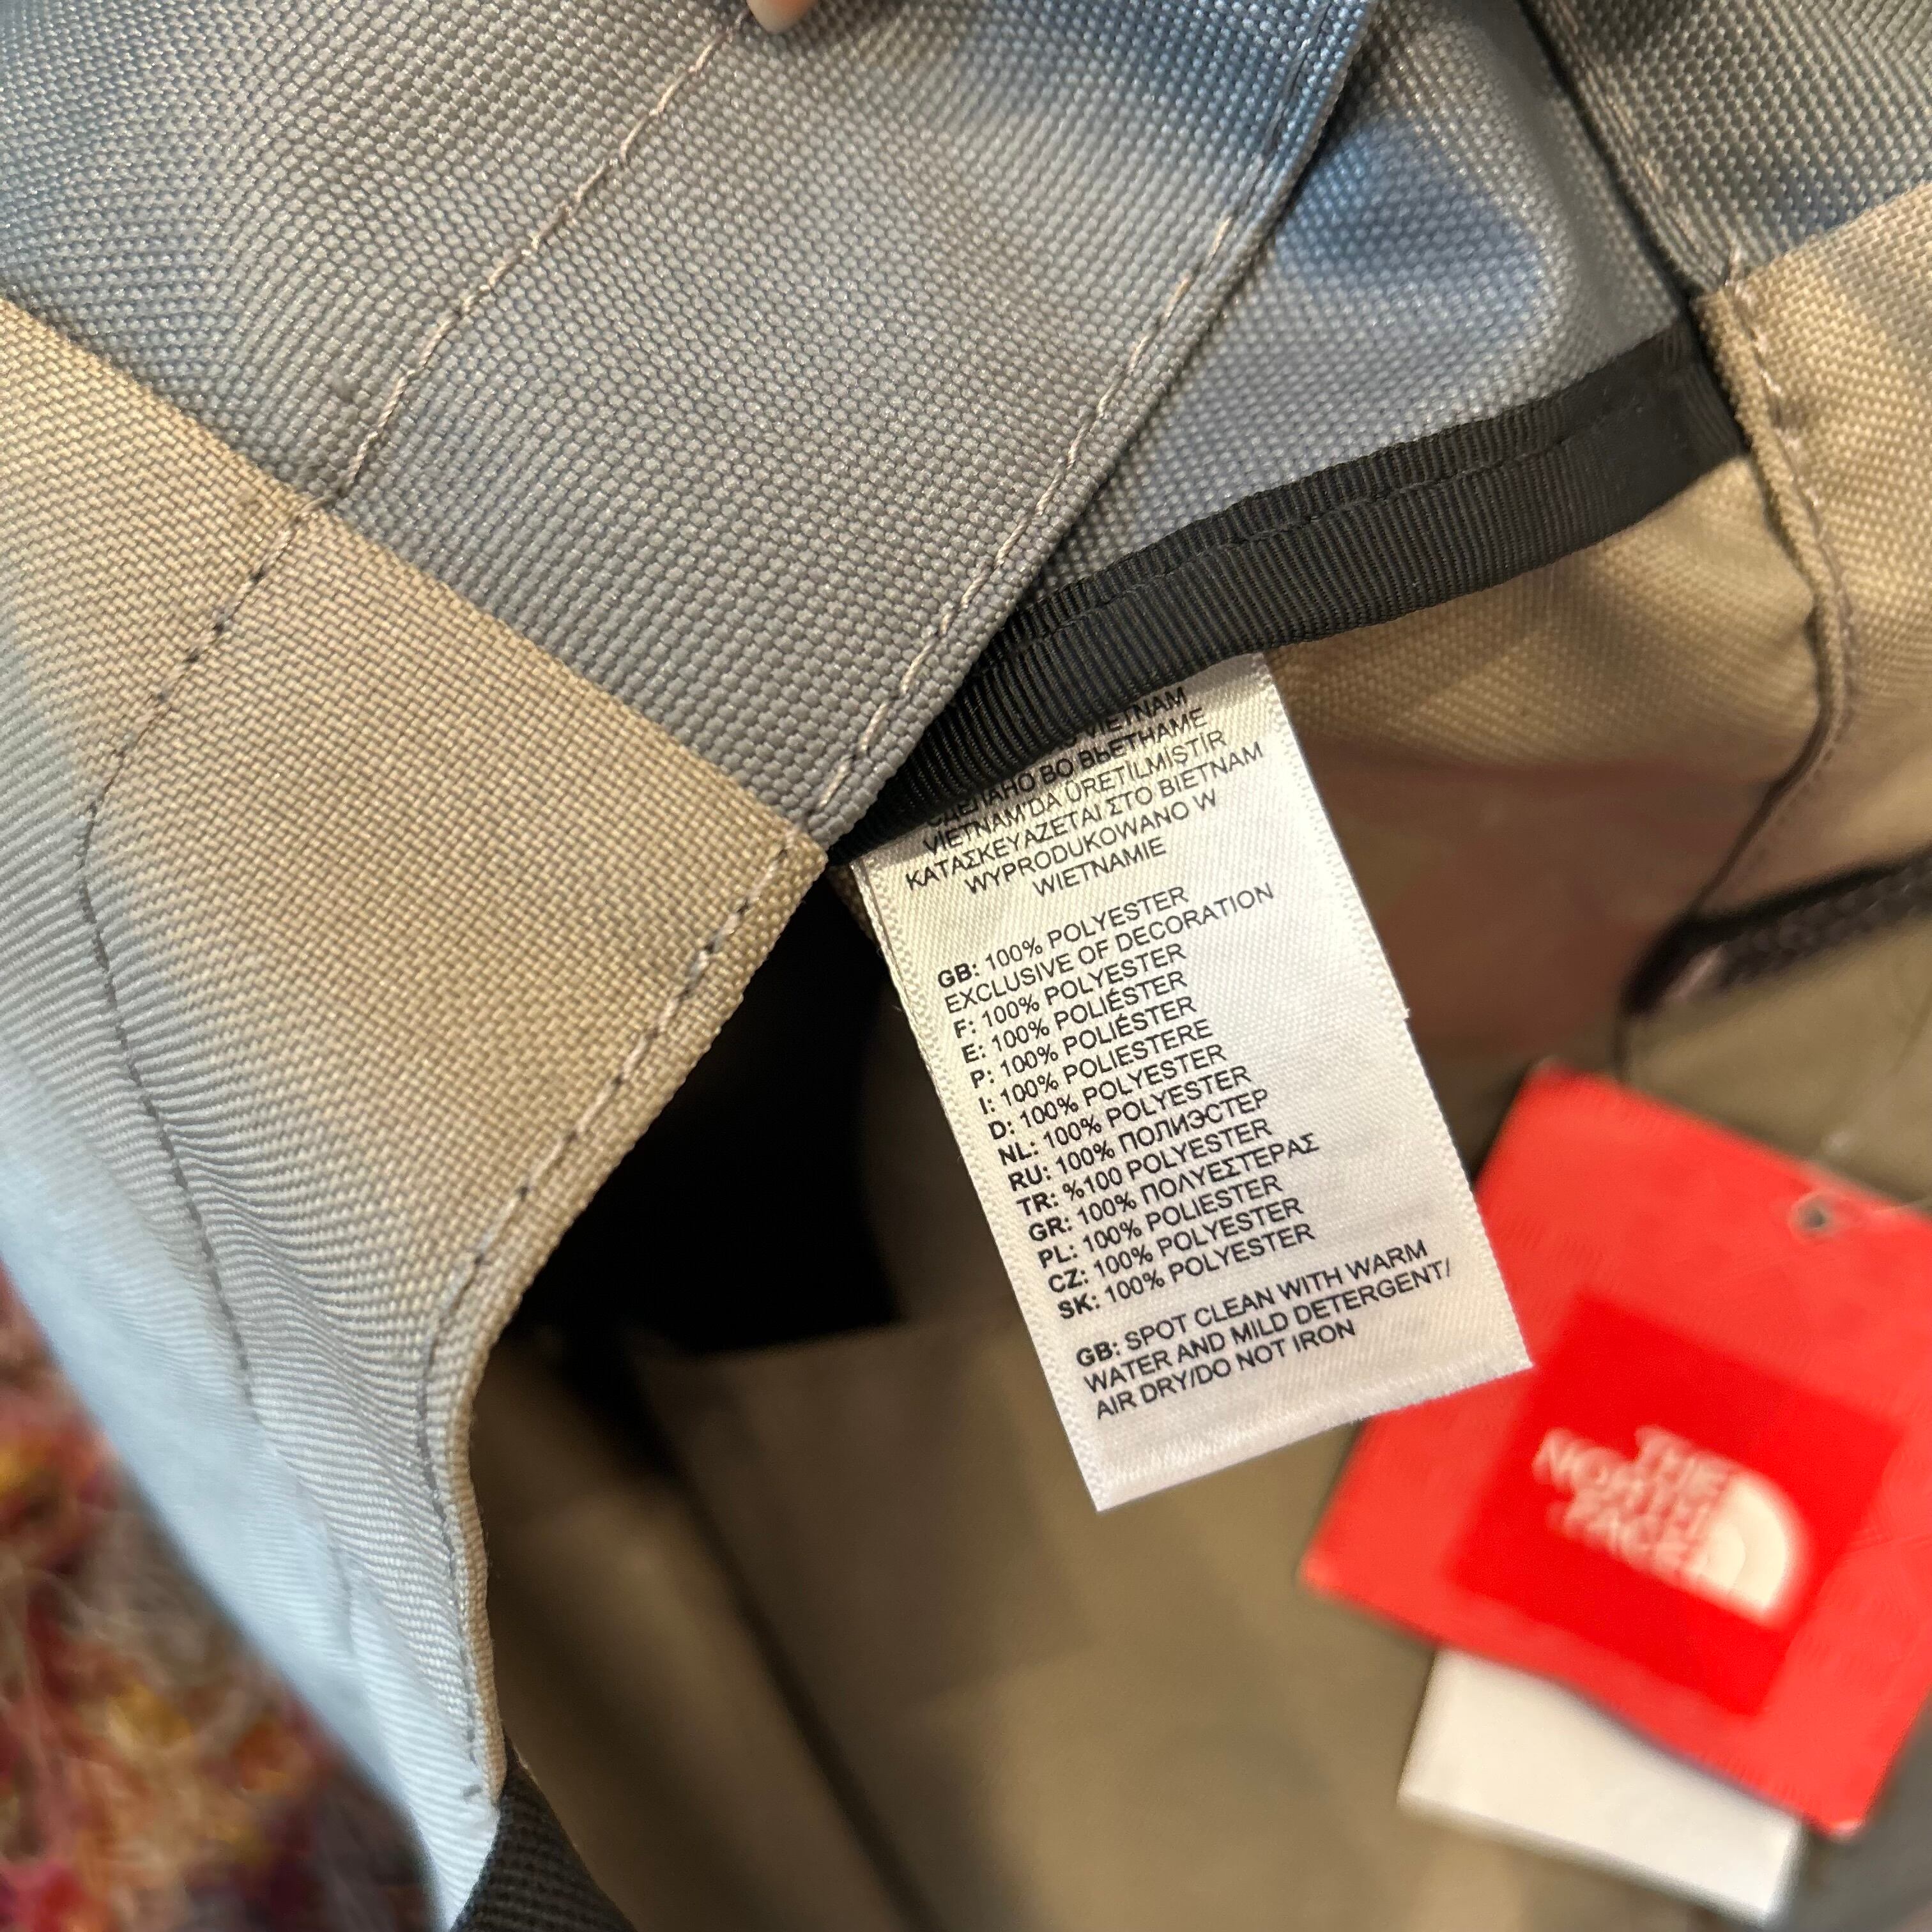 VIETNAM
СДЕЛАНО ВО ВЬЕТНАМЕ
VIETNAM'DA ÜRETİLMİŞTİR
ΚΑΤΑΣΚΕΥΑΖΕΤΑΙ ΣΤΟ ΒΙΕΤΝΑΜ
WYPRODUKOWANO W
WIETNAMIE
GB: 100% POLYESTER
EXCLUSIVE OF DECORATION
F: 100% POLYESTER
E: 100% POLIÉSTER
P: 100% POLIÉSTER
I: 100% POLIESTERE
D: 100% POLYESTER
NL: 100% POLYESTER
RU: 100% ПОЛИЭСТЕР
TR: %100 POLYESTER
GR: 100% ΠΟΛΥΕΣΤΕΡΑΣ
PL: 100% POLIESTER
CZ: 100% POLYESTER
SK: 100% POLYESTER
GB: SPOT CLEAN WITH WARM
WATER AND MILD DETERGENT/
AIR DRY/DO NOT IRON
THE
NORTH
FACE